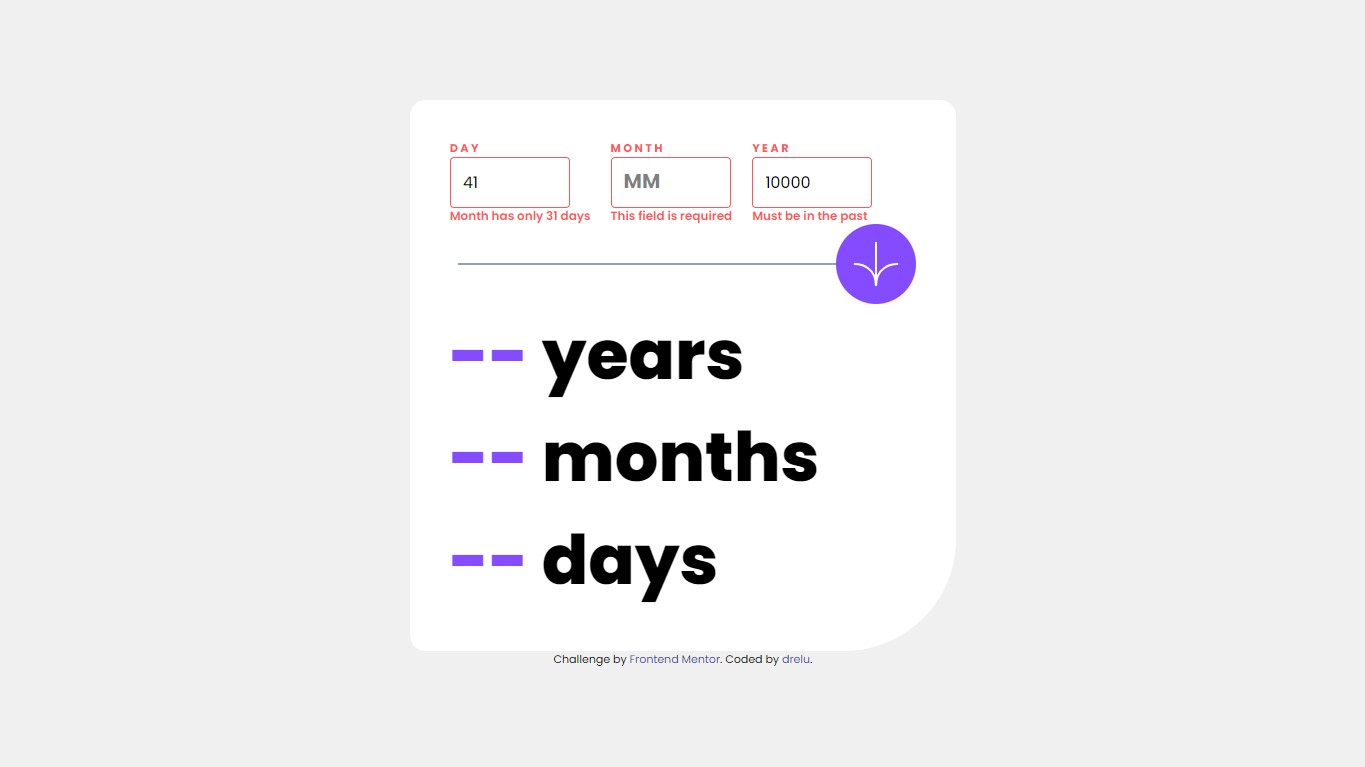 DAY MONTH YEAR
41 MM 10000
Month has only 31 days This field is required Must be in the past
-- years
-- months
-- days
Challenge by Frontend Mentor. Coded by drelu.